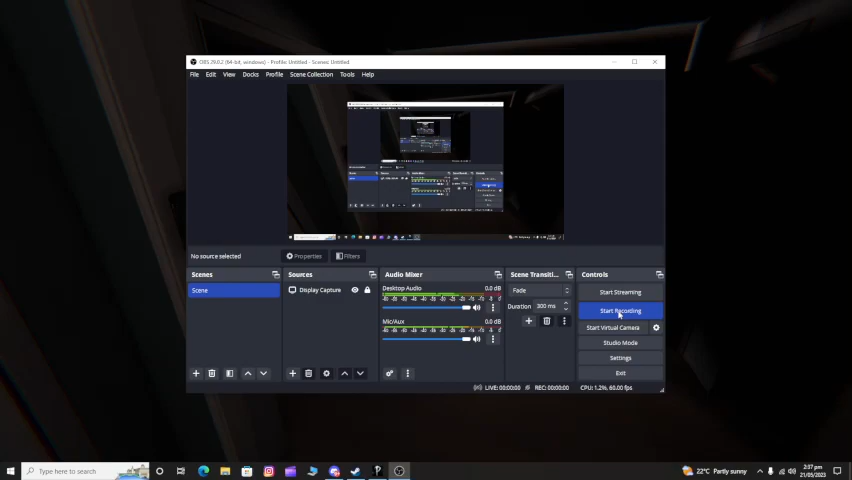 OBS 29.0.2 (64-bit, windows) - Profile: Untitled - Scenes: Untitled
File Edit View Docks Profile Scene Collection Tools Help
No source selected
Properties
Filters
Scenes
Sources
Audio Mixer
Scene Transiti...
Controls
Scene
Display Capture
Desktop Audio 0.0 dB
Mic/Aux 0.0 dB
Fade
Duration 300 ms
Start Streaming
Start Recording
Start Virtual Camera
Studio Mode
Settings
Exit
LIVE: 00:00:00 REC: 00:00:00 CPU: 1.2%, 60.00 fps
Type here to search
22°C Partly sunny
2:37 pm
21/05/2023